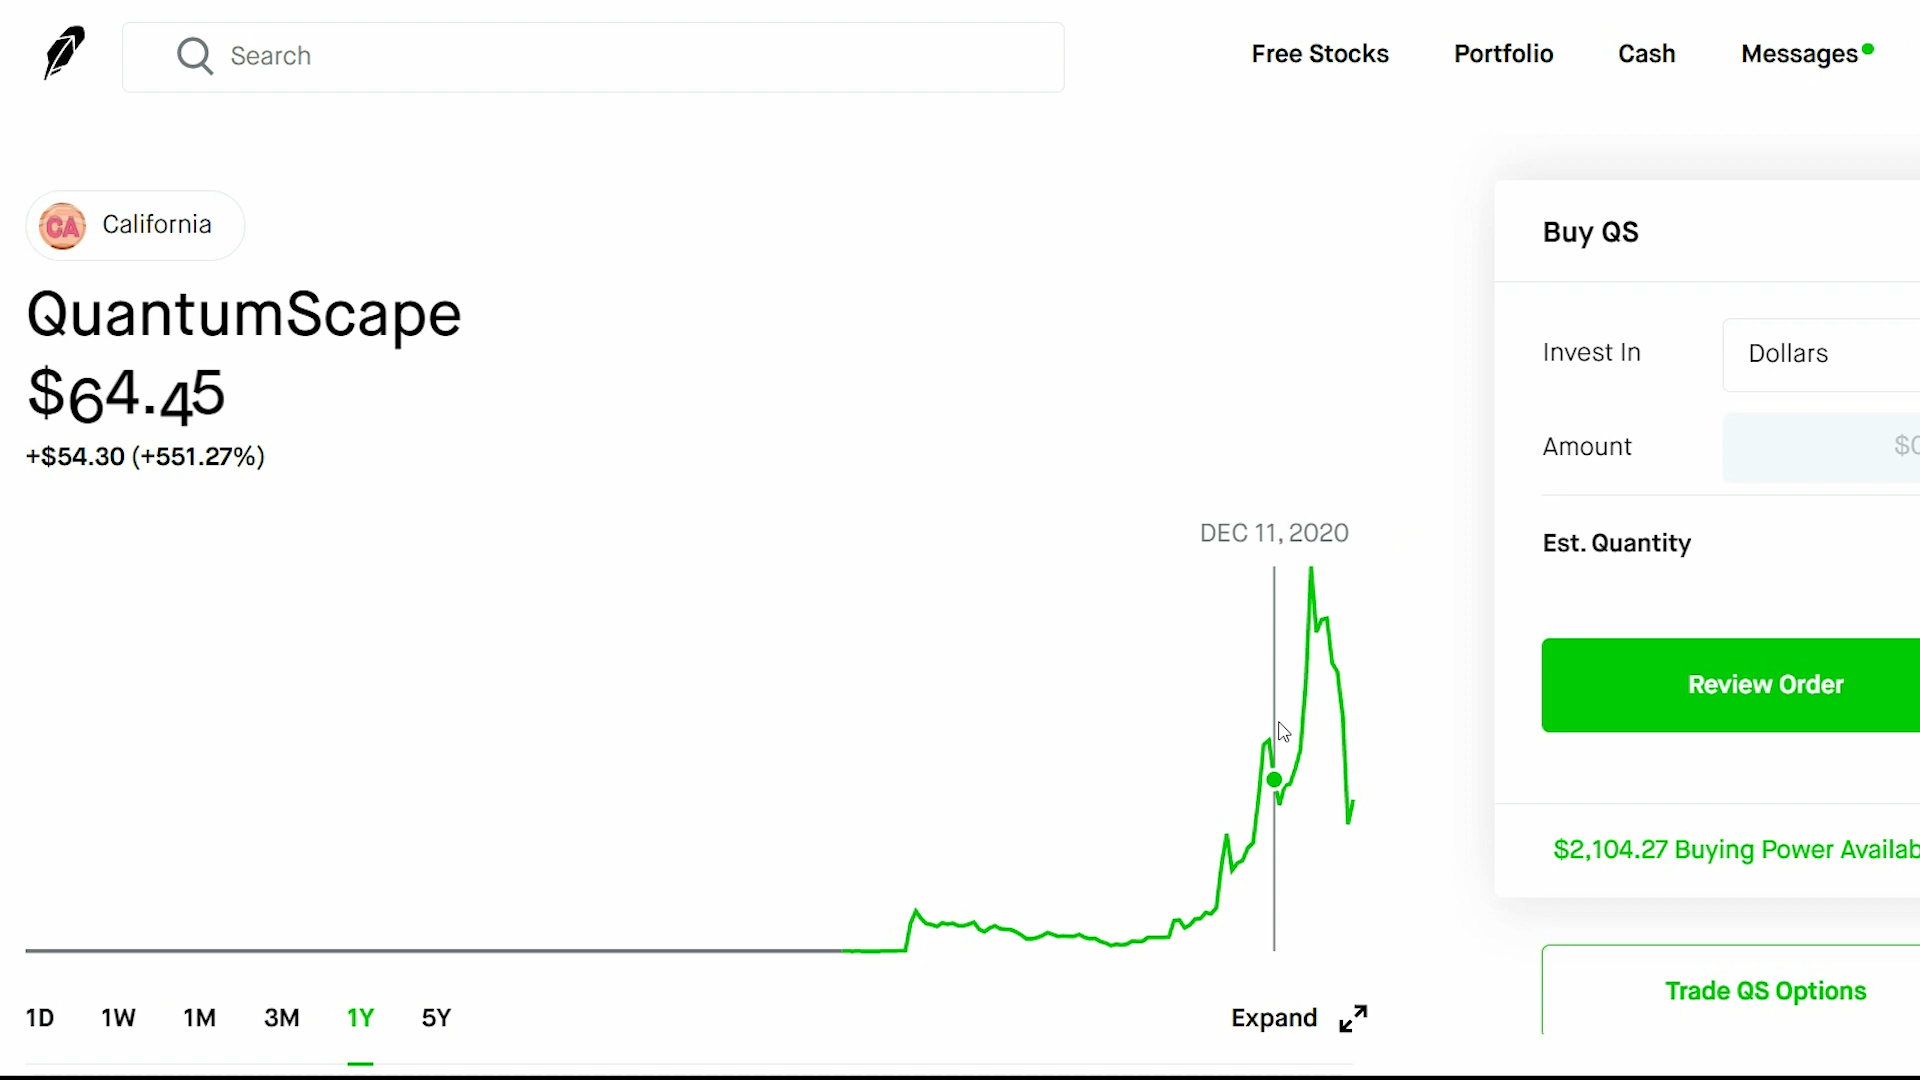 Search
Free Stocks
Portfolio
Cash
Messages
CA California
QuantumScape
$64.45
+$54.30 (+551.27%)
DEC 11, 2020
1D
1W
1M
3M
1Y
5Y
Expand
Buy QS
Invest In
Dollars
Amount
$0
Est. Quantity
Review Order
$2,104.27 Buying Power Availab
Trade QS Options